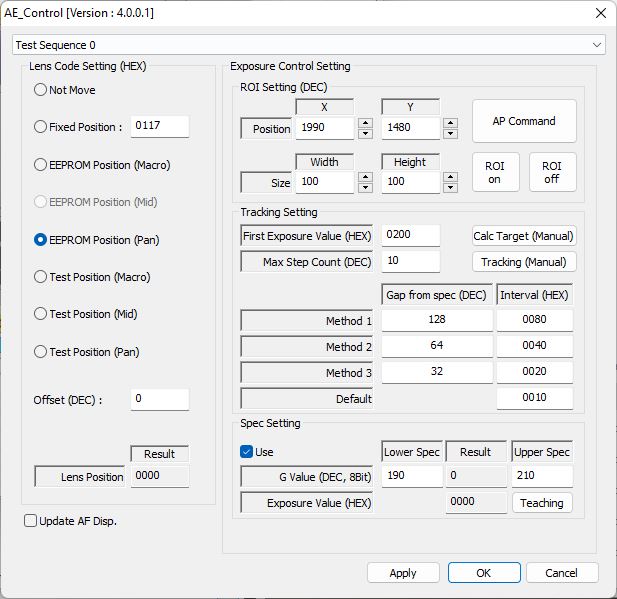 AE_Control [Version : 4.0.0.1]
Test Sequence 0
Lens Code Setting (HEX)
Not Move
Fixed Position : 0117
EEPROM Position (Macro)
EEPROM Position (Mid)
EEPROM Position (Pan)
Test Position (Macro)
Test Position (Mid)
Test Position (Pan)
Offset (DEC) : 0
Result
Lens Position 0000
Update AF Disp.
Exposure Control Setting
ROI Setting (DEC)
X Y
Position 1990 1480
AP Command
Width Height
Size 100 100
ROI on
ROI off
Tracking Setting
First Exposure Value (HEX) 0200 Calc Target (Manual)
Max Step Count (DEC) 10 Tracking (Manual)
Gap from spec (DEC) Interval (HEX)
Method 1 128 0080
Method 2 64 0040
Method 3 32 0020
Default 0010
Spec Setting
Use Lower Spec Result Upper Spec
G Value (DEC, 8Bit) 190 0 210
Exposure Value (HEX) 0000 Teaching
Apply OK Cancel